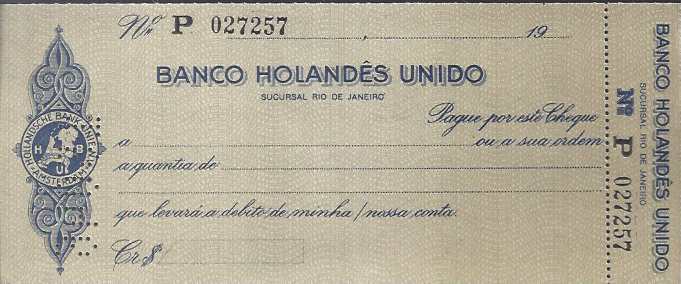 Nº P 027257 , 19
BANCO HOLANDÊS UNIDO
SUCURSAL RIO DE JANEIRO
Pague por este Cheque
a ou a sua ordem
a quantia de
que levará a debito de minha / nossa conta.
Cr$
HOLLANDSCHE BANK UNIE N.V.
AMSTERDAM
H B
U
BANCO HOLANDÊS UNIDO
SUCURSAL RIO DE JANEIRO
Nº P 027257